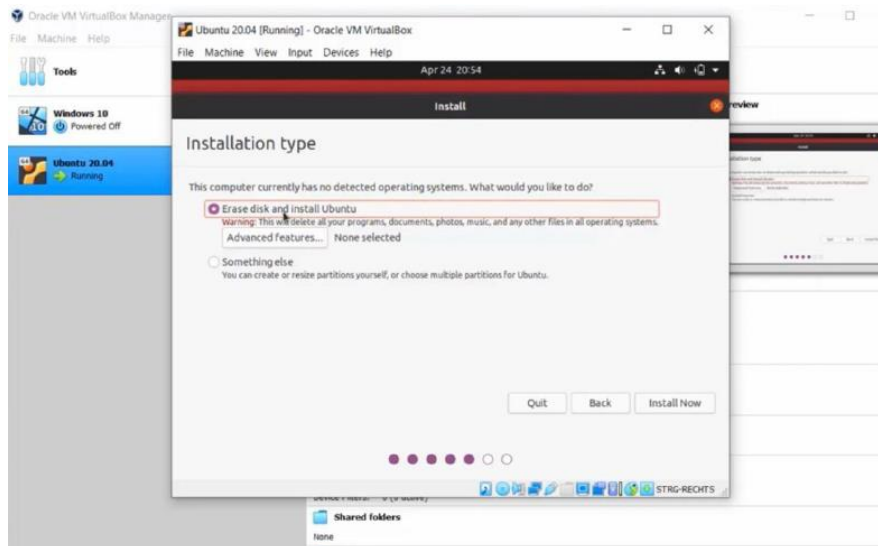 Oracle VM VirtualBox Manager
File Machine Help
Tools
Windows 10
Powered Off
Ubuntu 20.04
Running
Ubuntu 20.04 [Running] - Oracle VM VirtualBox
File Machine View Input Devices Help
Apr 24 20:54
Install
Installation type
This computer currently has no detected operating systems. What would you like to do?
Erase disk and install Ubuntu
Warning: This will delete all your programs, documents, photos, music, and any other files in all operating systems.
Advanced features... None selected
Something else
You can create or resize partitions yourself, or choose multiple partitions for Ubuntu.
Quit Back Install Now
STRG-RECHTS
review
Shared folders
None